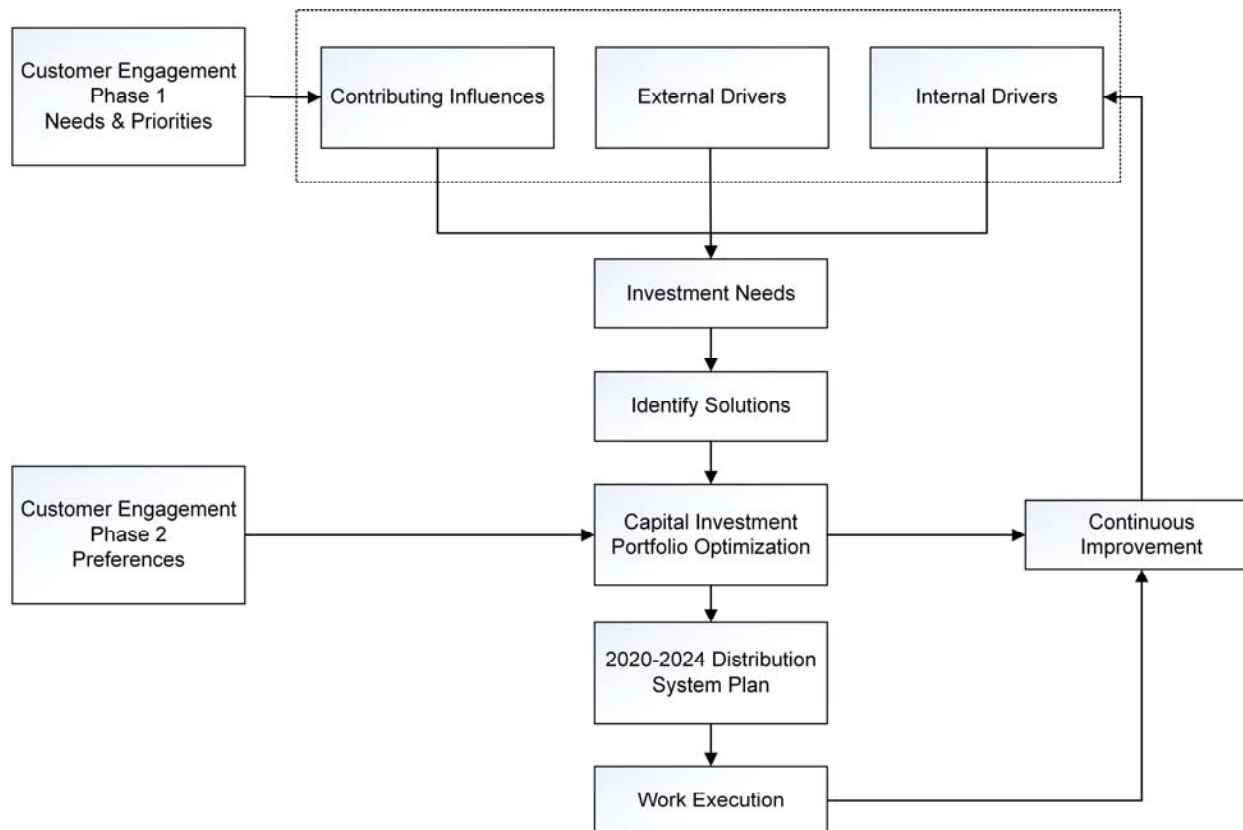 Customer Engagement
Phase 1
Needs & Priorities
Contributing Influences
External Drivers
Internal Drivers
Investment Needs
Identify Solutions
Customer Engagement
Phase 2
Preferences
Capital Investment
Portfolio Optimization
Continuous
Improvement
2020-2024 Distribution
System Plan
Work Execution